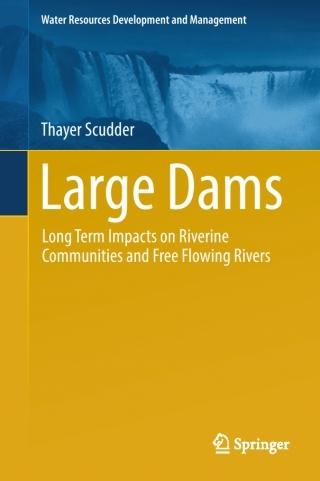 Water Resources Development and Management
Thayer Scudder
Large Dams
Long Term Impacts on Riverine
Communities and Free Flowing Rivers
Springer